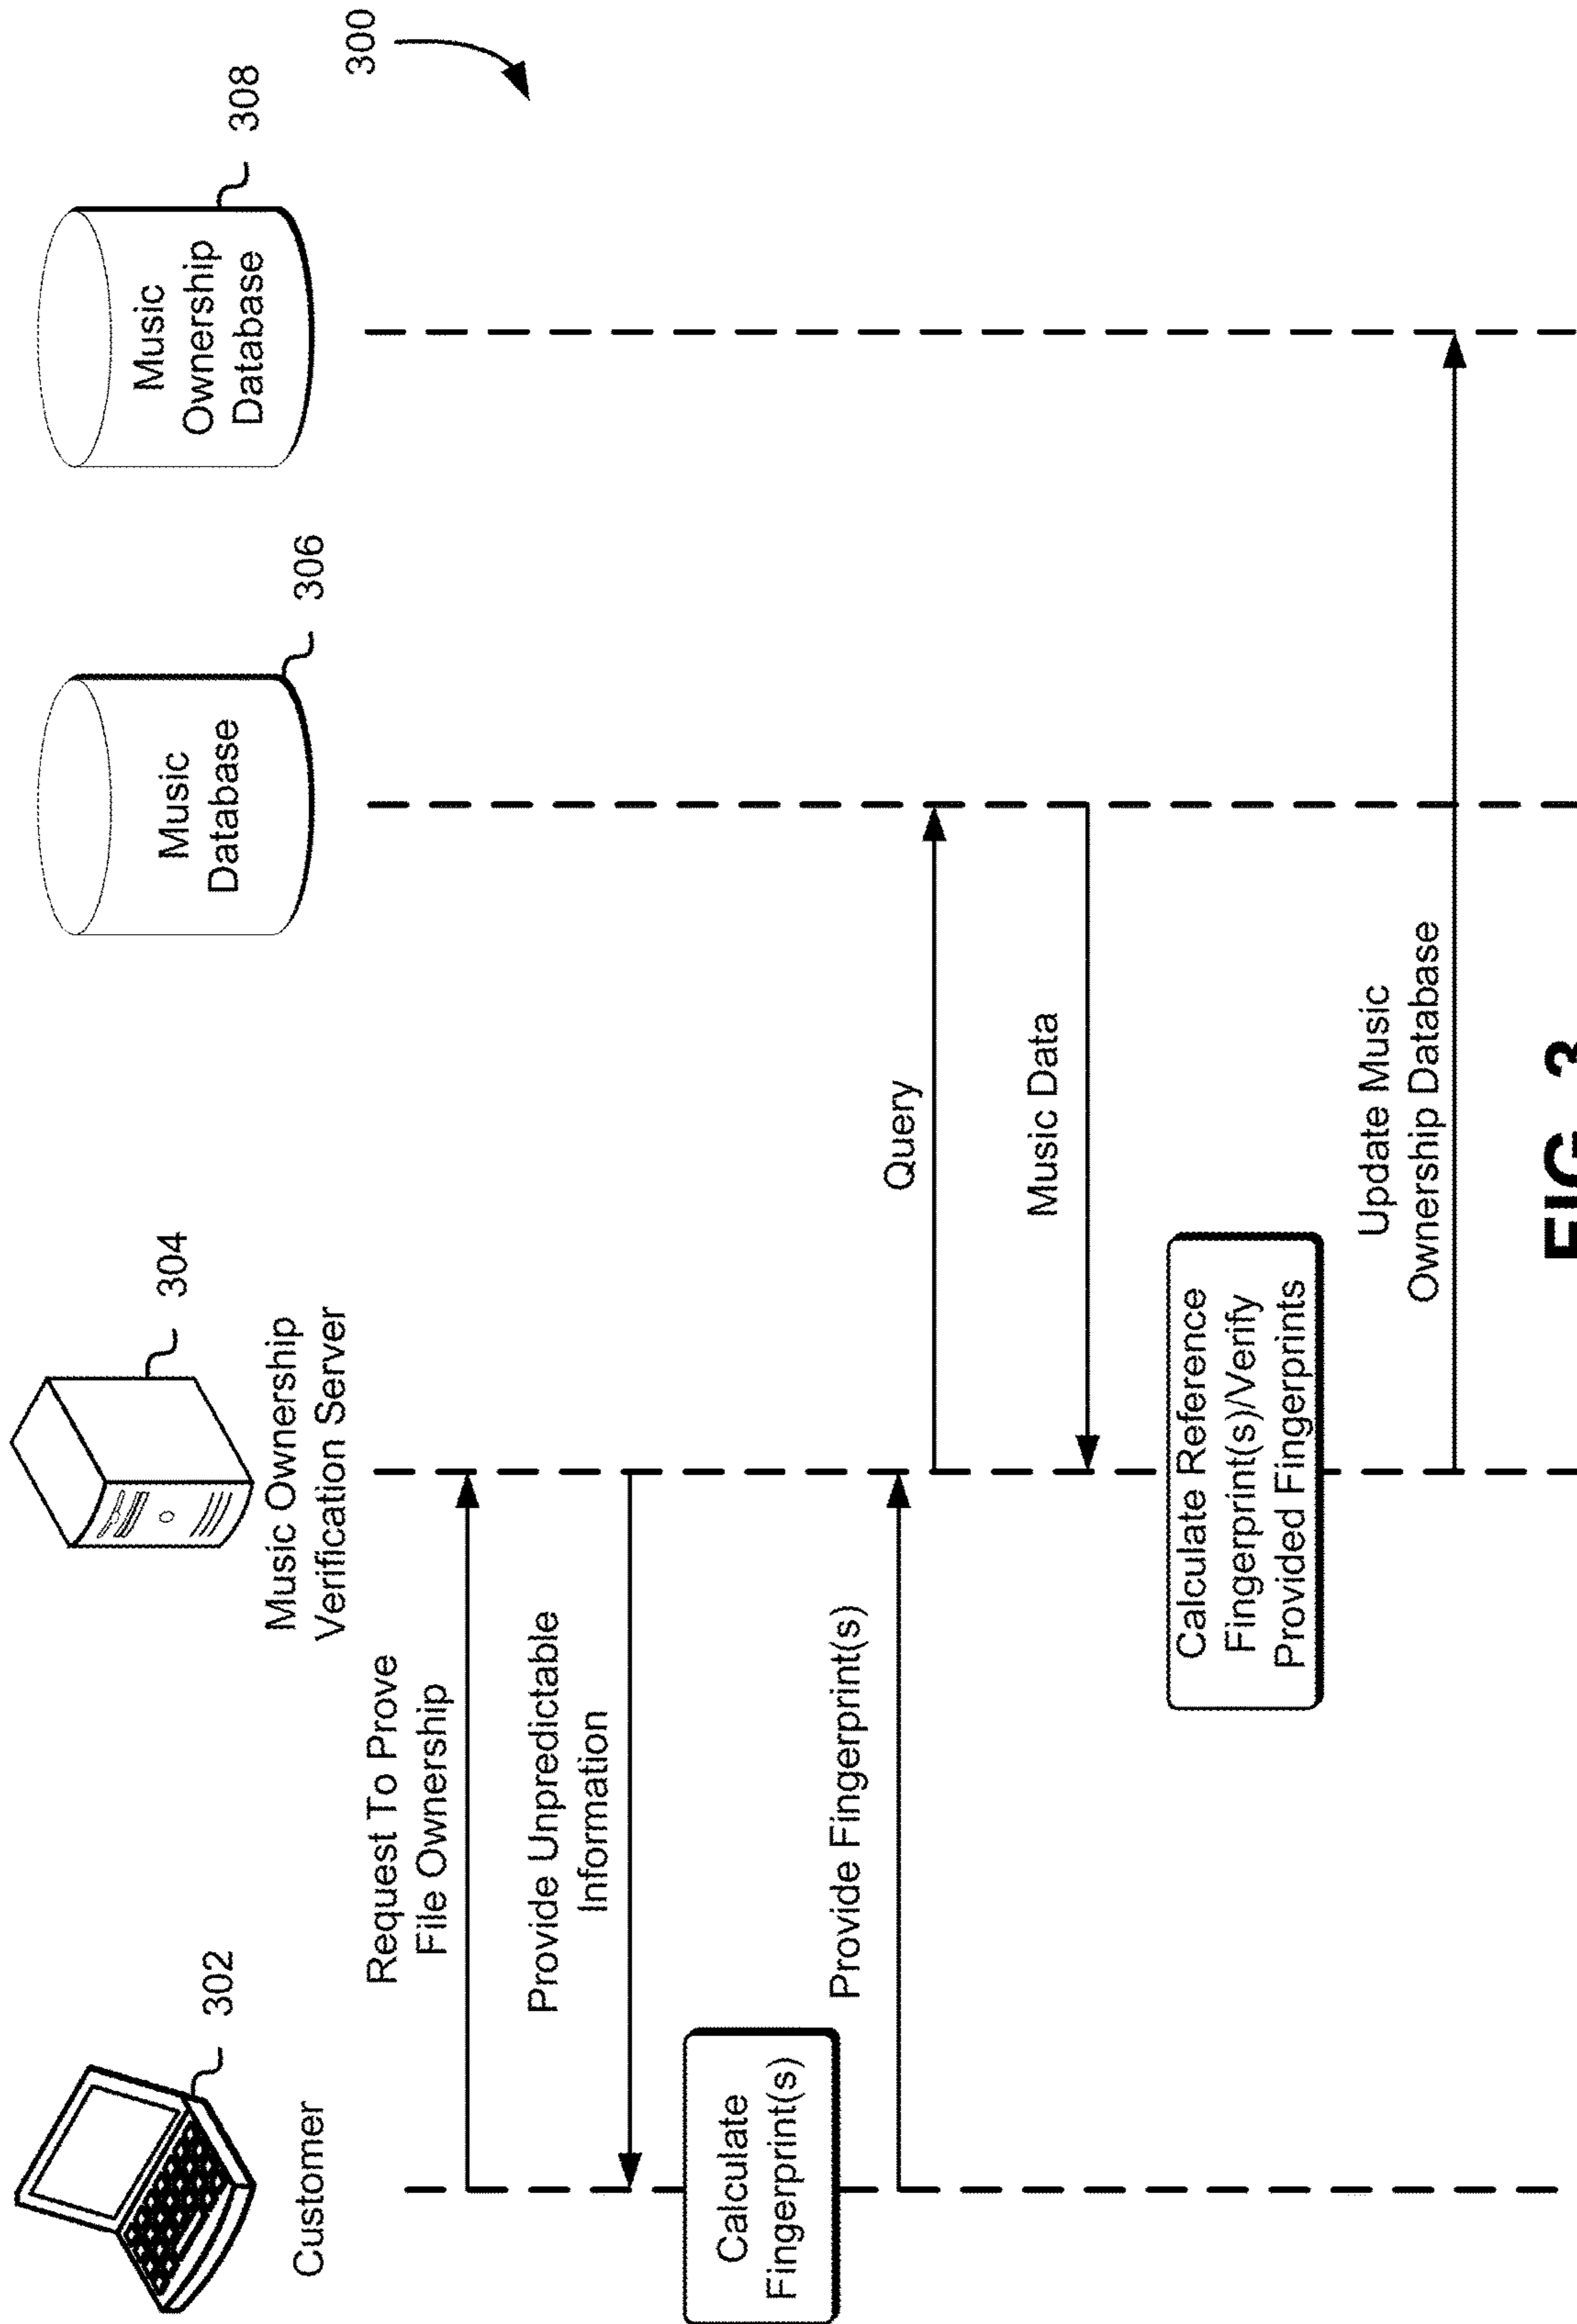 300
Customer
302
Music Ownership
Verification Server
304
Music
Database
306
Music
Ownership
Database
308
Request To Prove
File Ownership
Provide Unpredictable
Information
Calculate
Fingerprint(s)
Provide Fingerprint(s)
Query
Music Data
Calculate Reference
Fingerprint(s)/Verify
Provided Fingerprints
Update Music
Ownership Database
FIG. 3